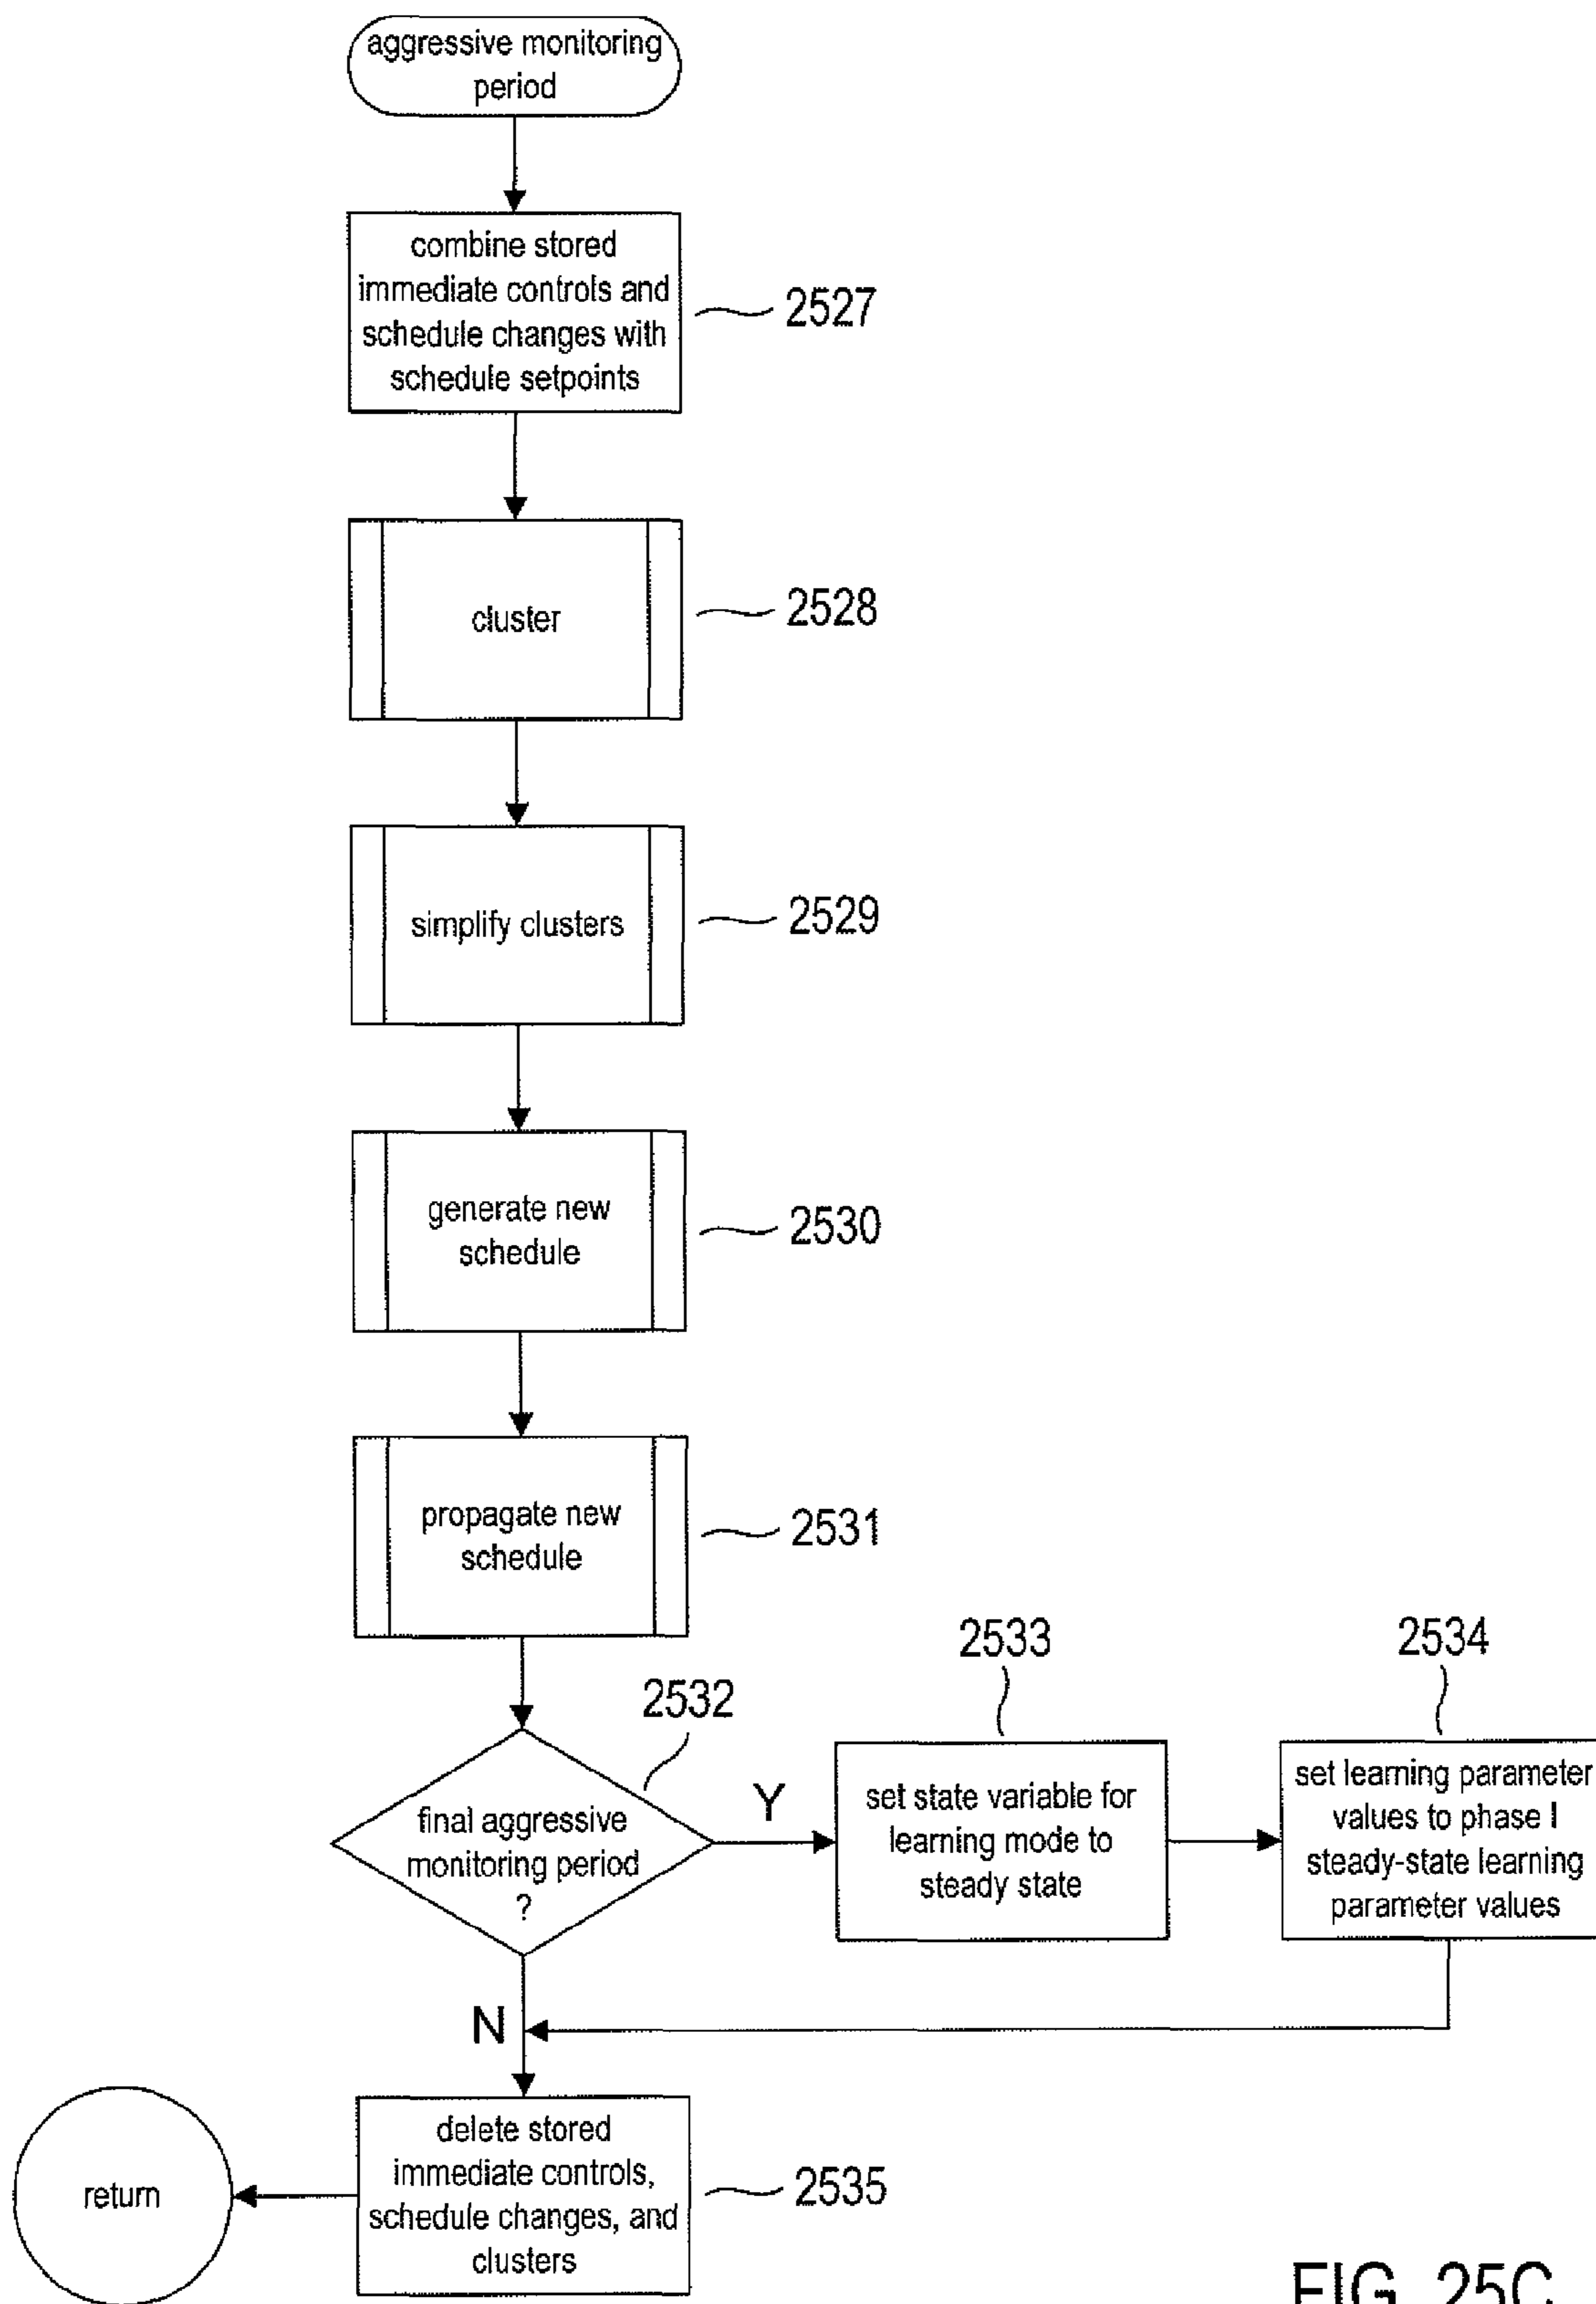 aggressive monitoring
period
combine stored
immediate controls and
schedule changes with
schedule setpoints
2527
cluster
2528
simplify clusters
2529
generate new
schedule
2530
propagate new
schedule
2531
2532
final aggressive
monitoring period
?
Y
N
2533
set state variable for
learning mode to
steady state
2534
set learning parameter
values to phase I
steady-state learning
parameter values
delete stored
immediate controls,
schedule changes, and
clusters
2535
return
FIG. 25C